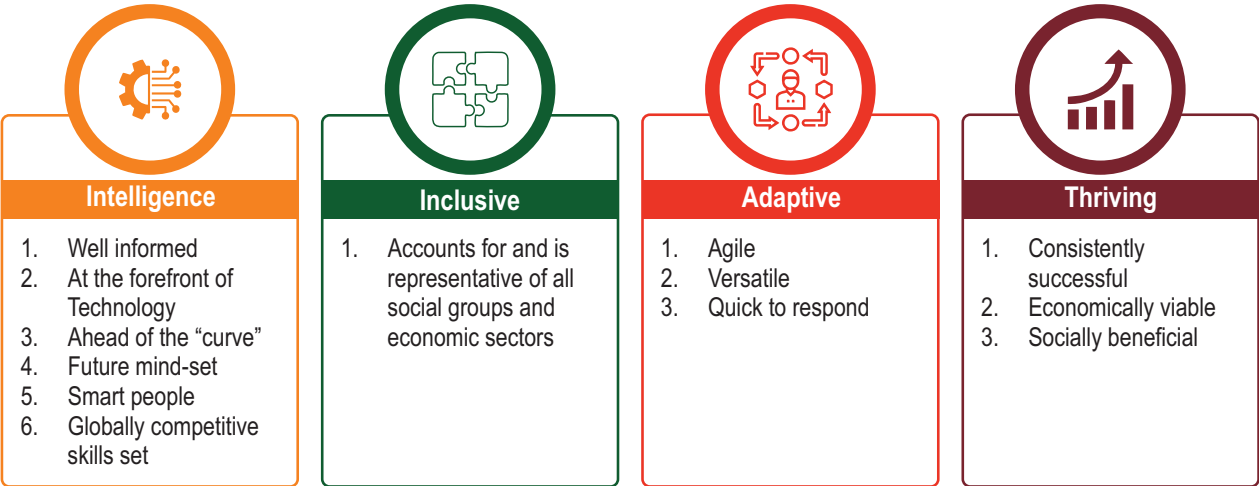 Intelligence
1. Well informed
2. At the forefront of
Technology
3. Ahead of the “curve”
4. Future mind-set
5. Smart people
6. Globally competitive
skills set
Inclusive
1. Accounts for and is
representative of all
social groups and
economic sectors
Adaptive
1. Agile
2. Versatile
3. Quick to respond
Thriving
1. Consistently
successful
2. Economically viable
3. Socially beneficial